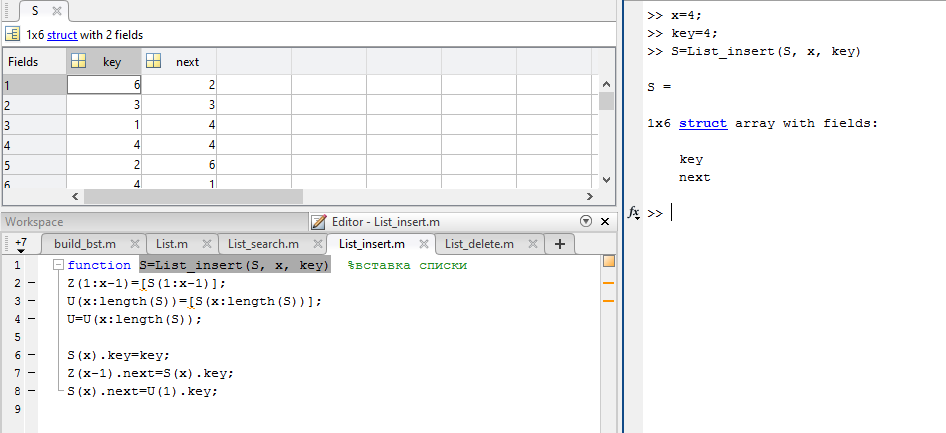 S
1x6 struct with 2 fields
Fields key next
1 6 2
2 3 3
3 1 4
4 4 4
5 2 6
6 4 1
Workspace
Editor - List_insert.m
+7 build_bst.m List.m List_search.m List_insert.m List_delete.m
1 function S=List_insert(S, x, key) %вставка списки
2 Z(1:x-1)=[S(1:x-1)];
3 U(x:length(S))=[S(x:length(S))];
4 U=U(x:length(S));
5
6 S(x).key=key;
7 Z(x-1).next=S(x).key;
8 S(x).next=U(1).key;
9
>> x=4;
>> key=4;
>> S=List_insert(S, x, key)
S =
1x6 struct array with fields:
key
next
fx >>